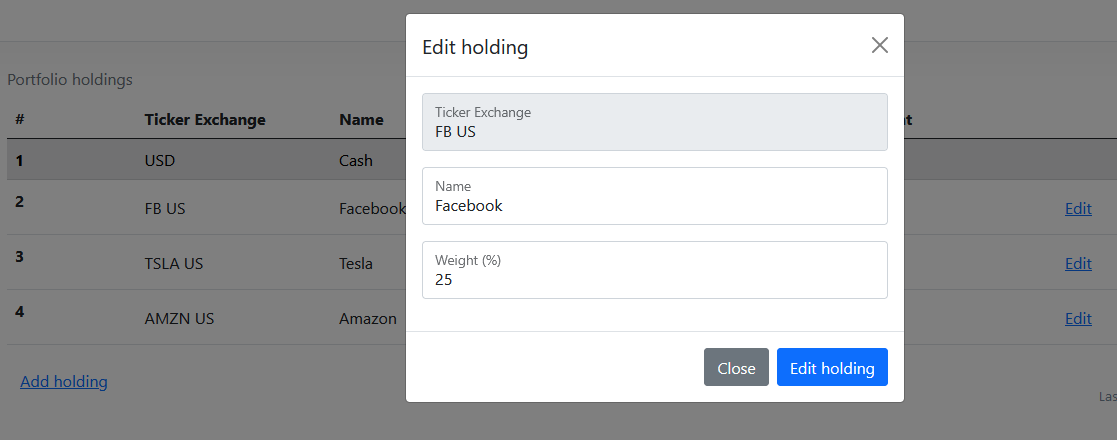 Edit holding
Portfolio holdings
# Ticker Exchange Name
1 USD Cash
2 FB US Facebook Edit
3 TSLA US Tesla Edit
4 AMZN US Amazon Edit
Add holding
Ticker Exchange
FB US
Name
Facebook
Weight (%)
25
Close Edit holding